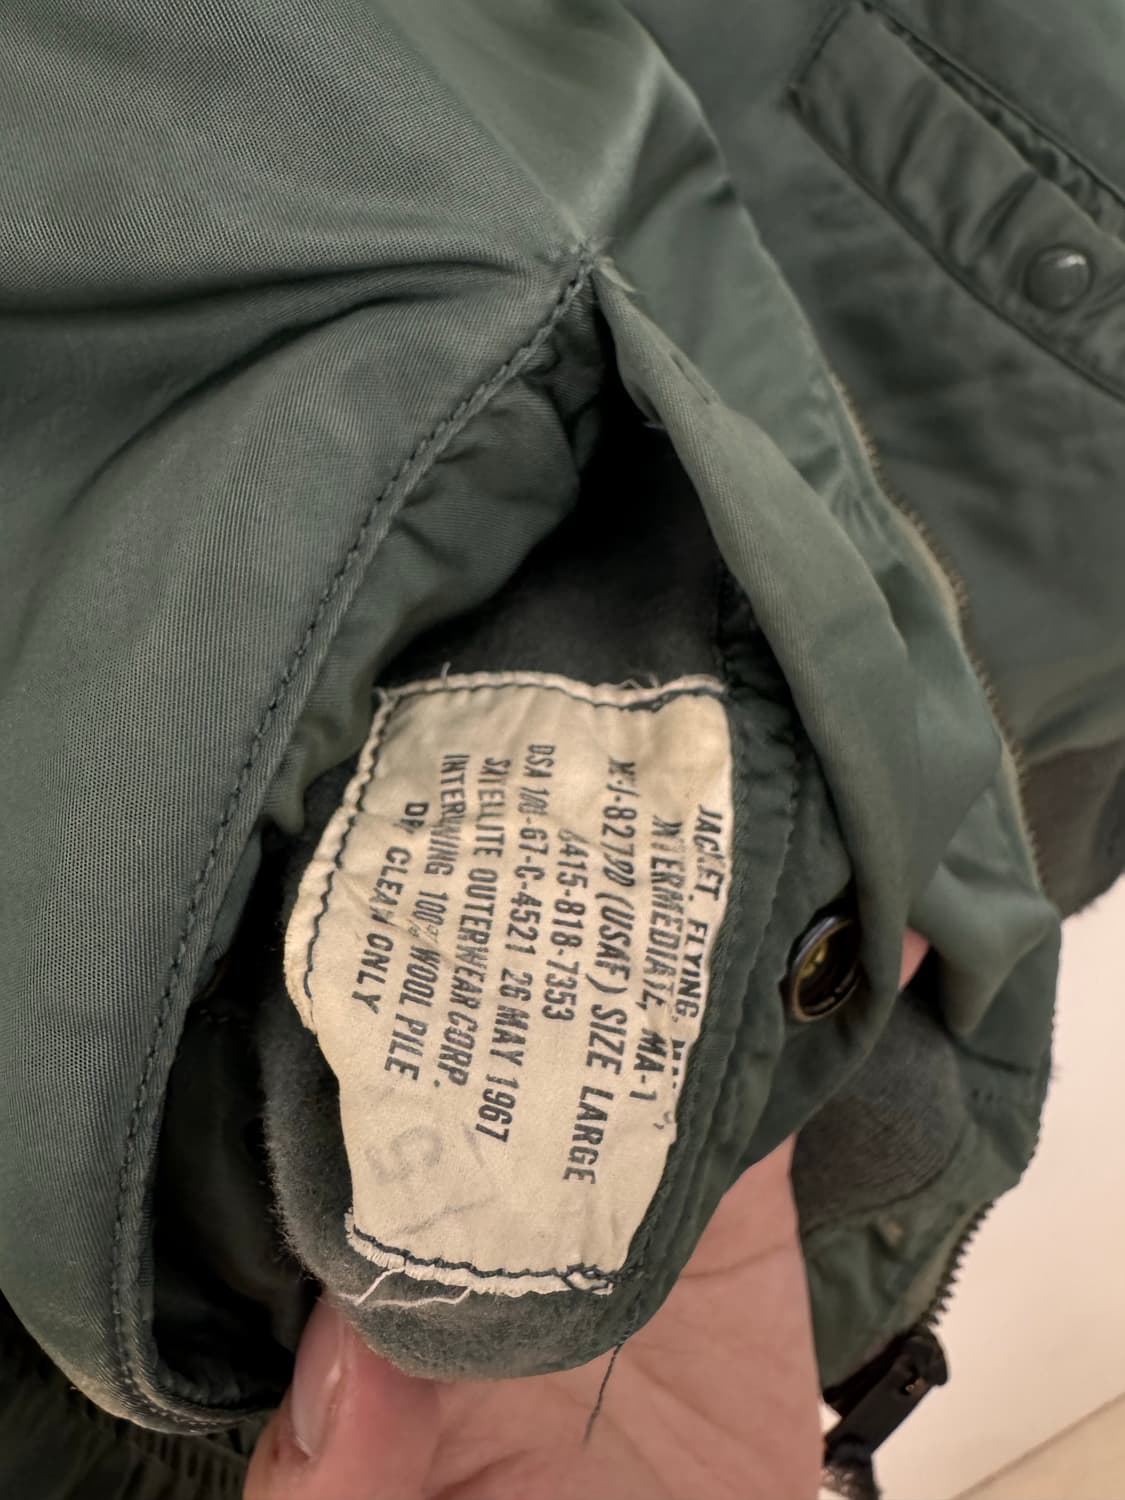 JACKET, FLYING,
INTERMEDIATE, MA-1
MIL-J-8279D (USAF) SIZE LARGE
8415-818-7353
DSA 100-67-C-4521 26 MAY 1967
SATELLITE OUTERWEAR CORP.
INTERLINING 100% WOOL PILE
DRY CLEAN ONLY